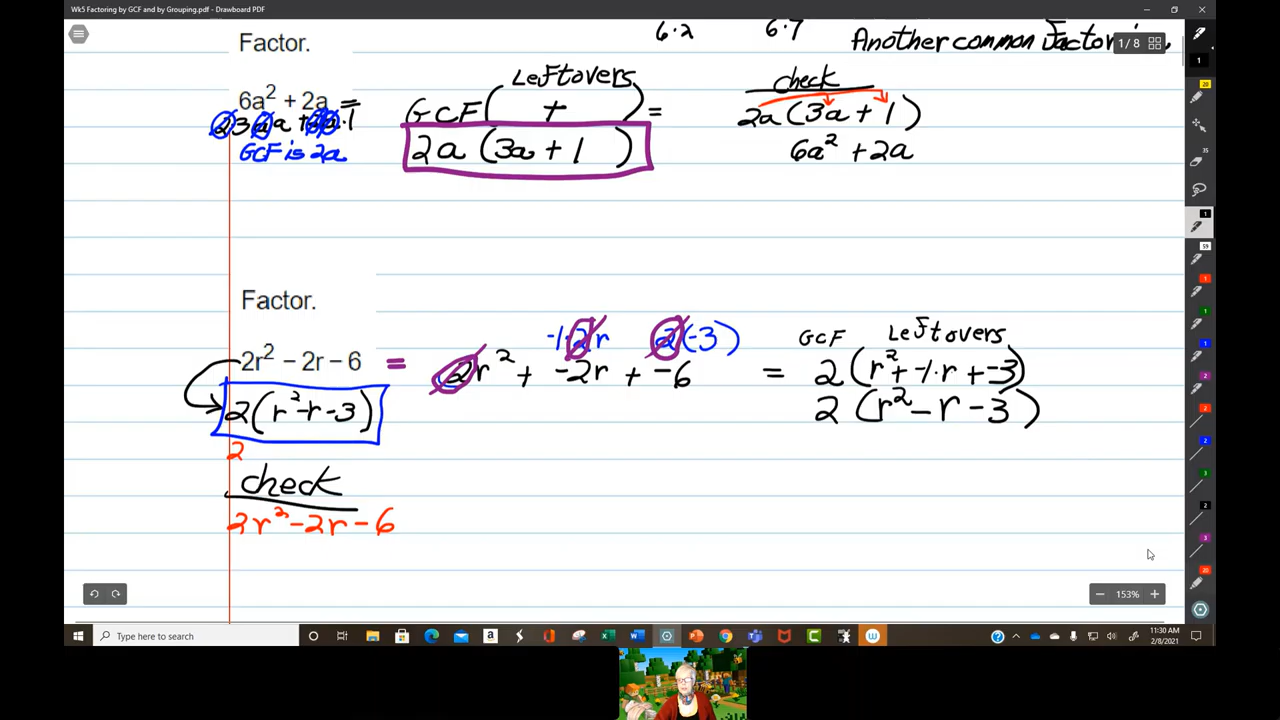 Wk5 Factoring by GCF and by Grouping.pdf - Drawboard PDF
6·2 6·7 Another common Factor is
1/8
Factor.
Leftovers
check
6a² + 2a =
GCF( + ) =
2a (3a + 1)
GCF is 2a
2a (3a + 1 )
6a² + 2a
Factor.
-1·2r 2(-3)
GCF Leftovers
2r² − 2r − 6 = 2r² + -2r + -6 = 2(r² + -1·r + -3)
2(r²-r-3)
2 (r² - r - 3)
2
check
2r² - 2r - 6
153%
Type here to search
11:30 AM
2/8/2021